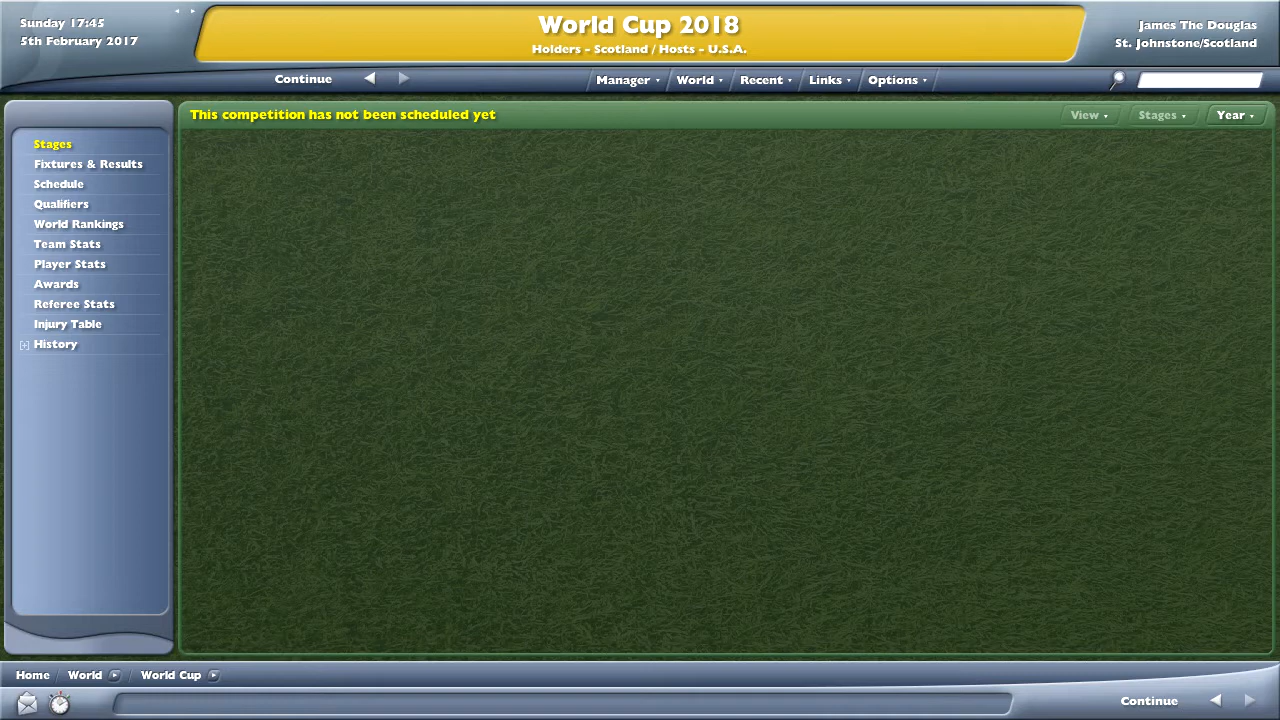 Sunday 17:45
5th February 2017
World Cup 2018
Holders - Scotland / Hosts - U.S.A.
James The Douglas
St. Johnstone/Scotland
Continue
Manager
World
Recent
Links
Options
This competition has not been scheduled yet
View
Stages
Year
Stages
Fixtures & Results
Schedule
Qualifiers
World Rankings
Team Stats
Player Stats
Awards
Referee Stats
Injury Table
History
Home
World
World Cup
Continue